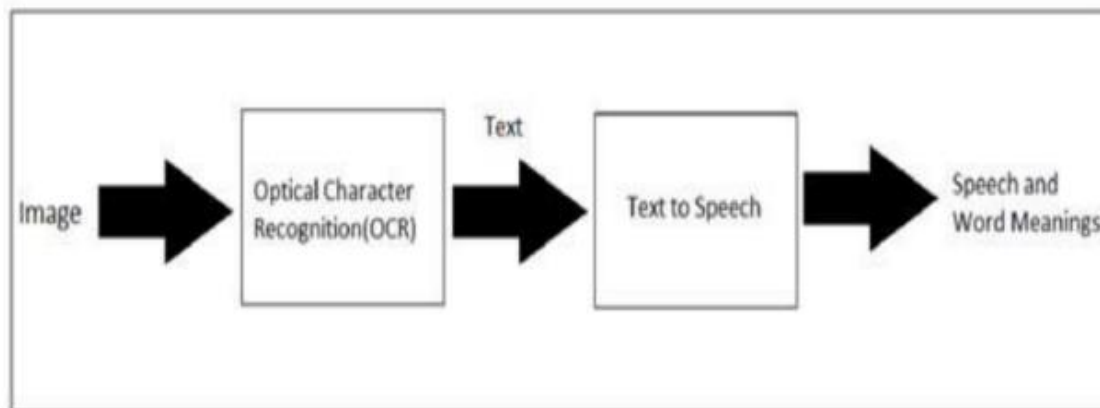 Image
Optical Character
Recognition(OCR)
Text
Text to Speech
Speech and
Word Meanings